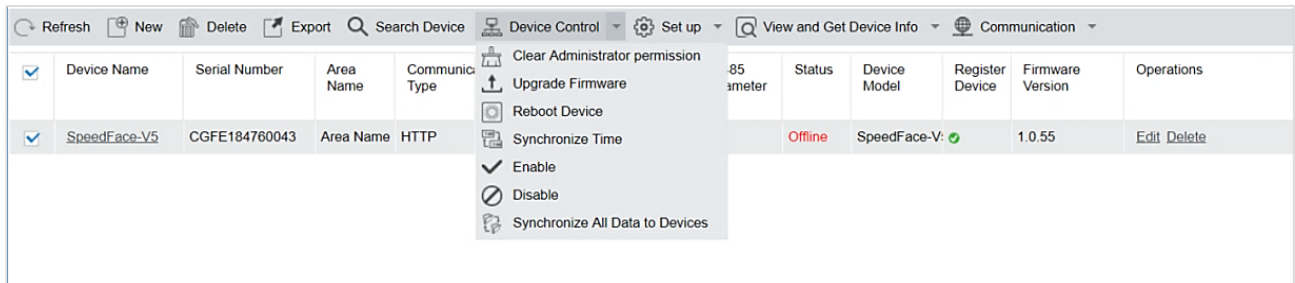 Refresh New Delete Export Search Device Device Control Set up View and Get Device Info Communication
Clear Administrator permission
Upgrade Firmware
Reboot Device
Synchronize Time
Enable
Disable
Synchronize All Data to Devices
Device Name Serial Number Area Name Communica Type -85 ameter Status Device Model Register Device Firmware Version Operations
SpeedFace-V5 CGFE184760043 Area Name HTTP Offline SpeedFace-V 1.0.55 Edit Delete